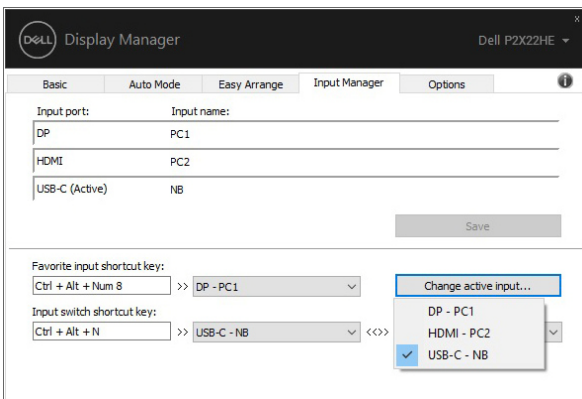 x
DELL Display Manager Dell P2X22HE
Basic Auto Mode Easy Arrange Input Manager Options i
Input port: Input name:
DP PC1
HDMI PC2
USB-C (Active) NB
Save
Favorite input shortcut key:
Ctrl + Alt + Num 8 >> DP - PC1 Change active input...
Input switch shortcut key:
DP - PC1
Ctrl + Alt + N >> USB-C - NB <<>> HDMI - PC2
USB-C - NB